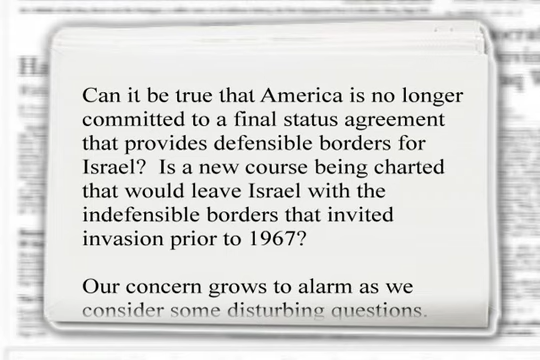 Can it be true that America is no longer
committed to a final status agreement
that provides defensible borders for
Israel?  Is a new course being charted
that would leave Israel with the
indefensible borders that invited
invasion prior to 1967?
Our concern grows to alarm as we
consider some disturbing questions.